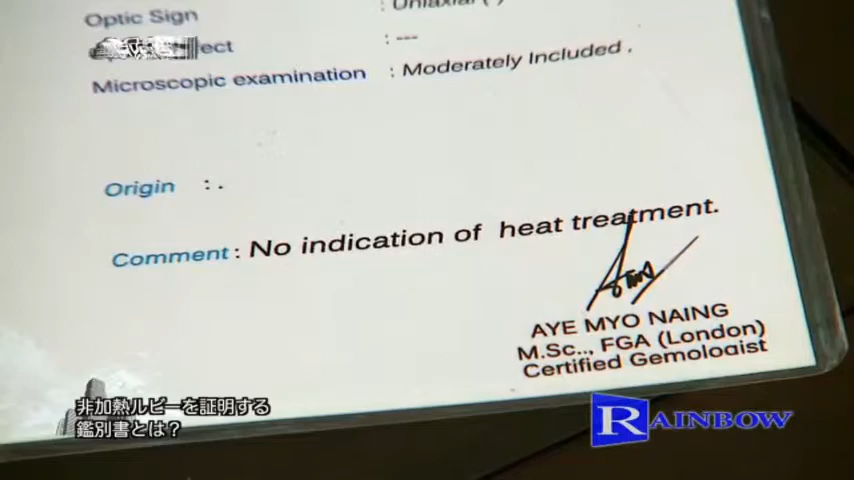 Optic Sign : Uniaxial (-)
ect : ---
Microscopic examination : Moderately Included .
Origin : .
Comment : No indication of heat treatment.
AYE MYO NAING
M.Sc.., FGA (London)
Certified Gemologist
非加熱ルビーを証明する
鑑別書とは?
RAINBOW